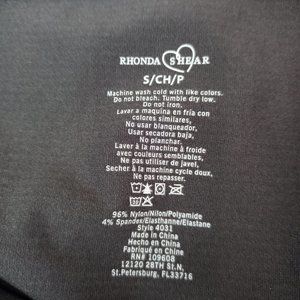 RHONDA SHEAR
S/CH/P
Machine wash cold with like colors.
Do not bleach. Tumble dry low.
Do not iron.
Lavar a maquina en fría con
colores similares,
No usar blanqueador,
Usar secadora baja,
No planchar.
Laver à la machine à froide
avec couleurs semblables,
Ne pas utiliser de javel,
Secher à la machine cycle doux,
Ne pas repasser.
96% Nylon/Nilon/Polyamide
4% Spandex/Elasthanne/Elastane
Style 4031
Made in China
Hecho en China
Fabriqué en Chine
RN# 109608
12120 28TH St.N.
St.Petersburg, FL33716